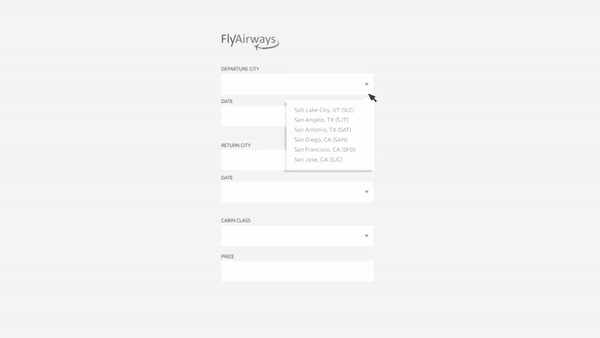 FlyAirways
DEPARTURE CITY
DATE
Salt Lake City, UT (SLC)
San Angelo, TX (SJT)
San Antonio, TX (SAT)
San Diego, CA (SAN)
San Francisco, CA (SFO)
San Jose, CA (SJC)
RETURN CITY
DATE
CABIN CLASS
PRICE